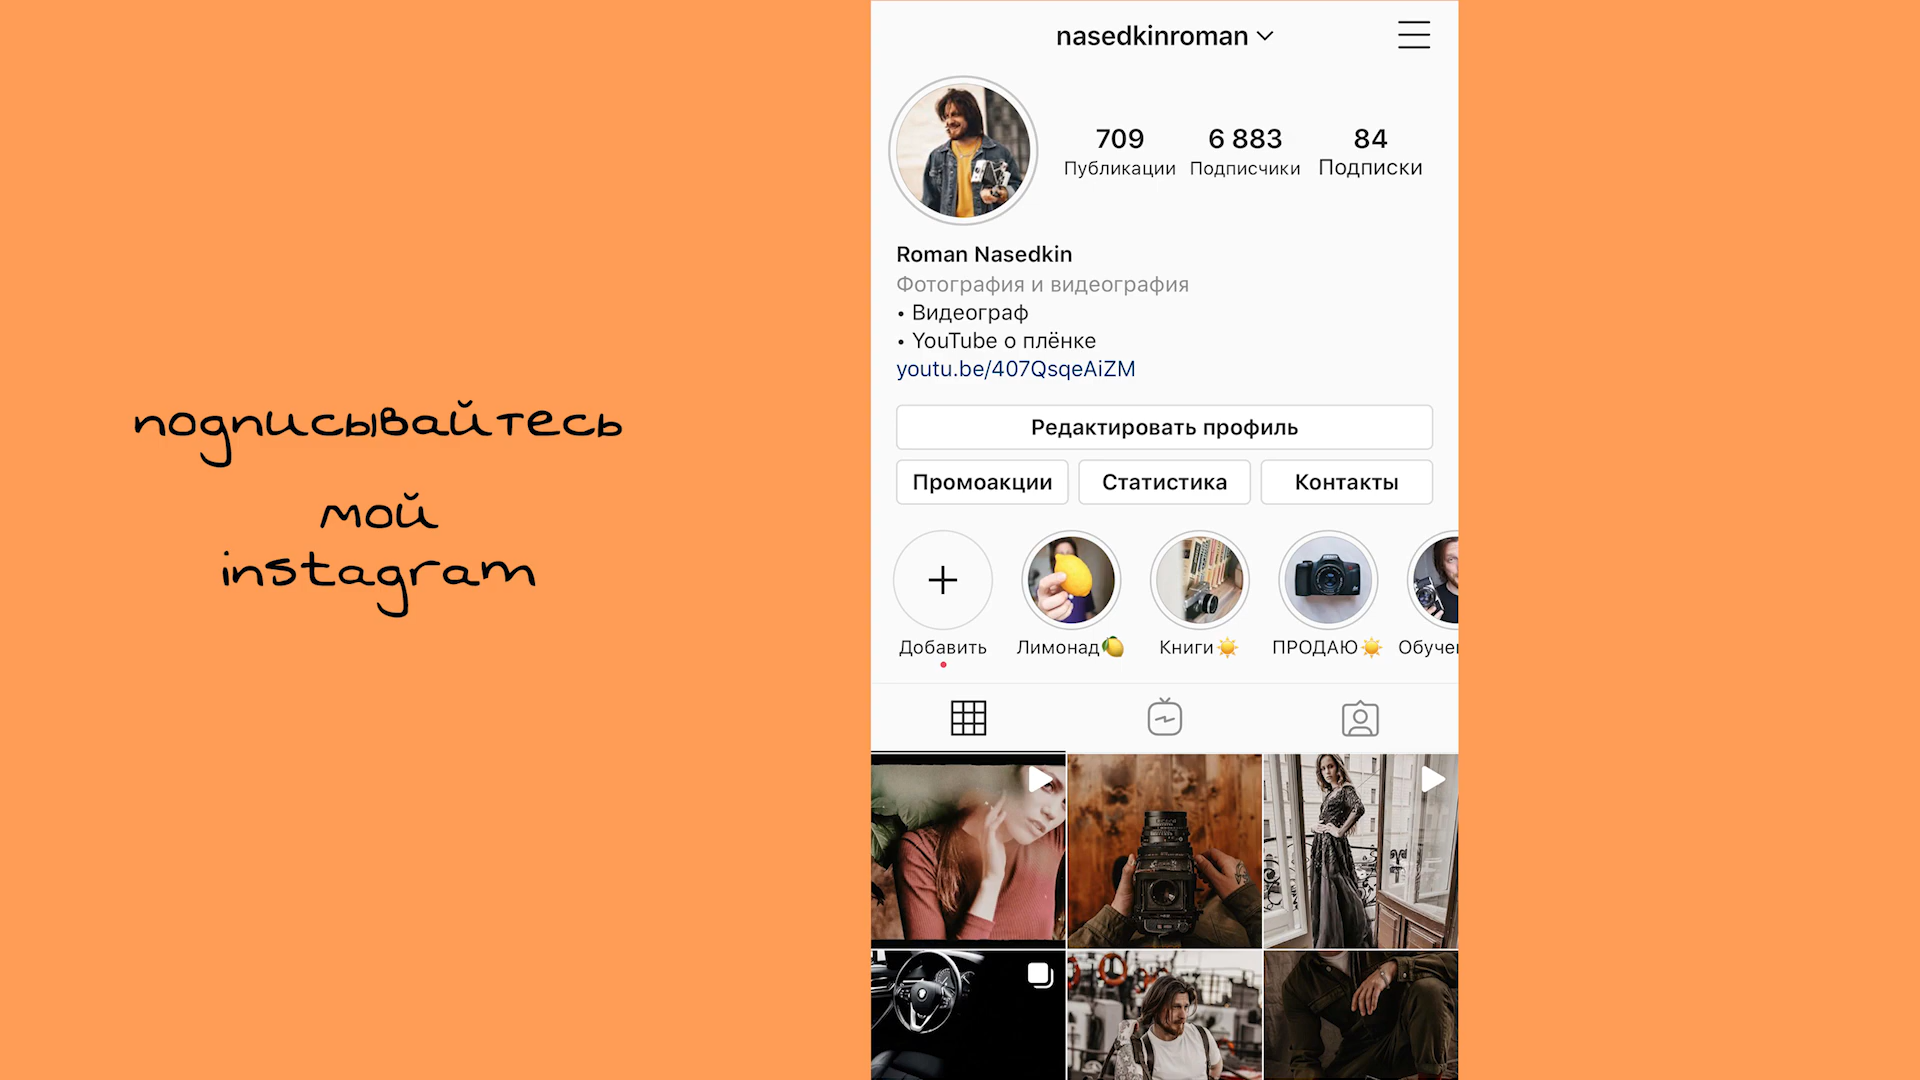 подписывайтесь
мой
instagram
nasedkinroman
709 6 883 84
Публикации Подписчики Подписки
Roman Nasedkin
Фотография и видеография
• Видеограф
• YouTube о плёнке
youtu.be/407QsqeAiZM
Редактировать профиль
Промоакции Статистика Контакты
Добавить Лимонад🍋 Книги☀️ ПРОДАЮ☀️